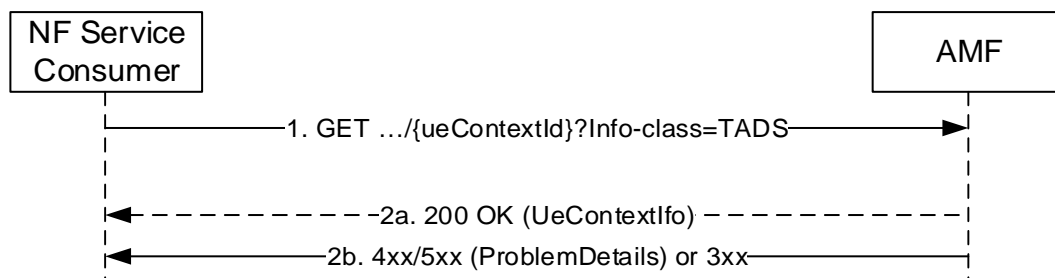 NF Service
Consumer
AMF
1. GET …/{ueContextId}?Info-class=TADS
2a. 200 OK (UeContextIfo)
2b. 4xx/5xx (ProblemDetails) or 3xx